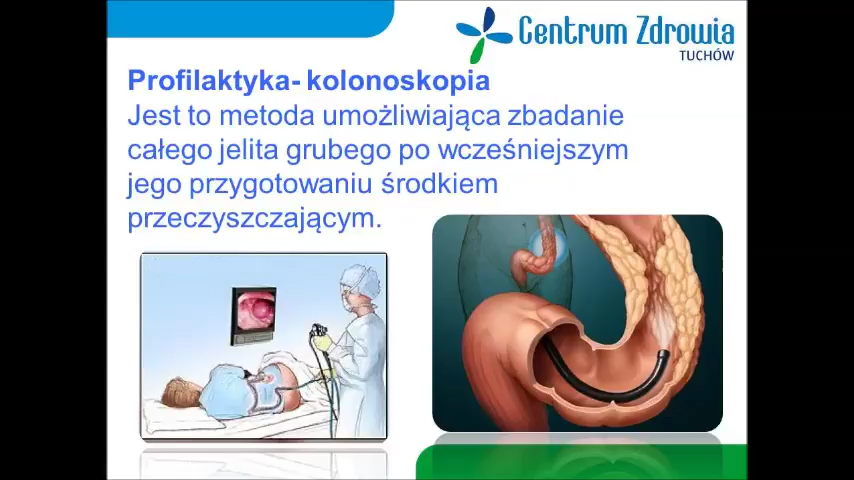 Centrum Zdrowia
TUCHÓW
Profilaktyka- kolonoskopia
Jest to metoda umożliwiająca zbadanie
całego jelita grubego po wcześniejszym
jego przygotowaniu środkiem
przeczyszczającym.